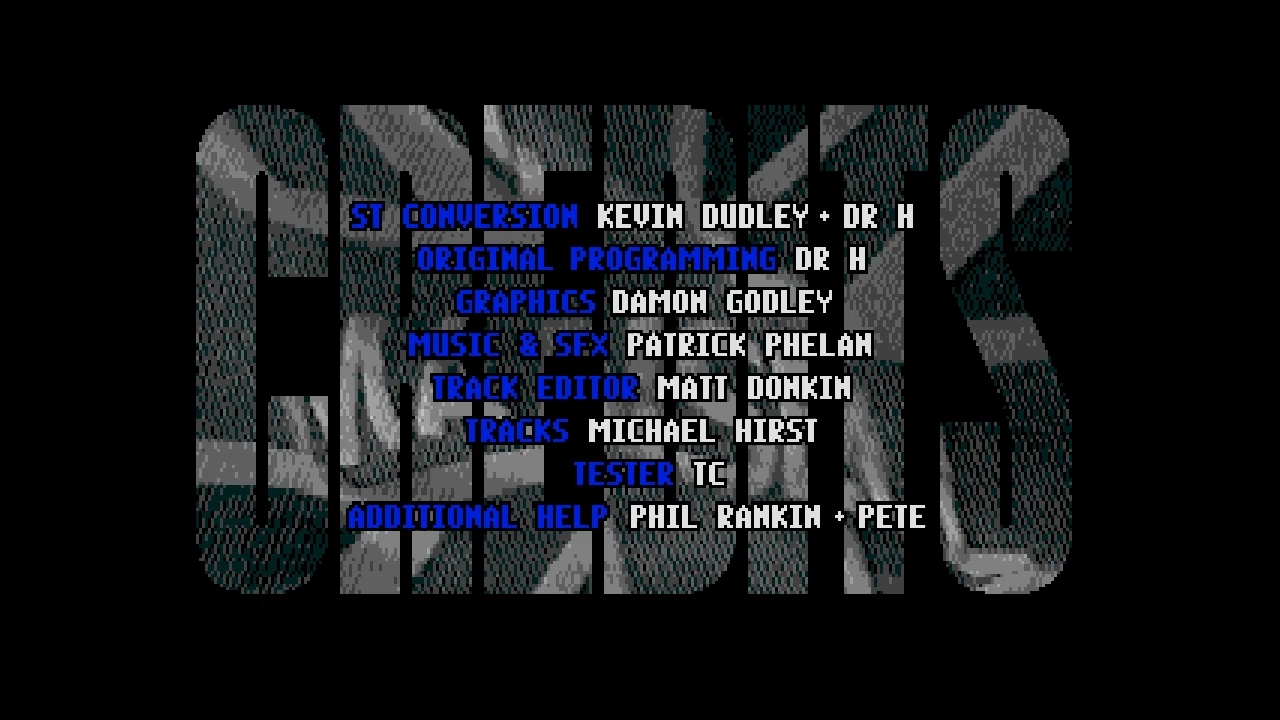 CREDITS
ST CONVERSION KEVIN DUDLEY + DR H
ORIGINAL PROGRAMMING DR H
GRAPHICS DAMON GODLEY
MUSIC & SFX PATRICK PHELAN
TRACK EDITOR MATT DONKIN
TRACKS MICHAEL HIRST
TESTER TC
ADDITIONAL HELP PHIL RANKIN + PETE